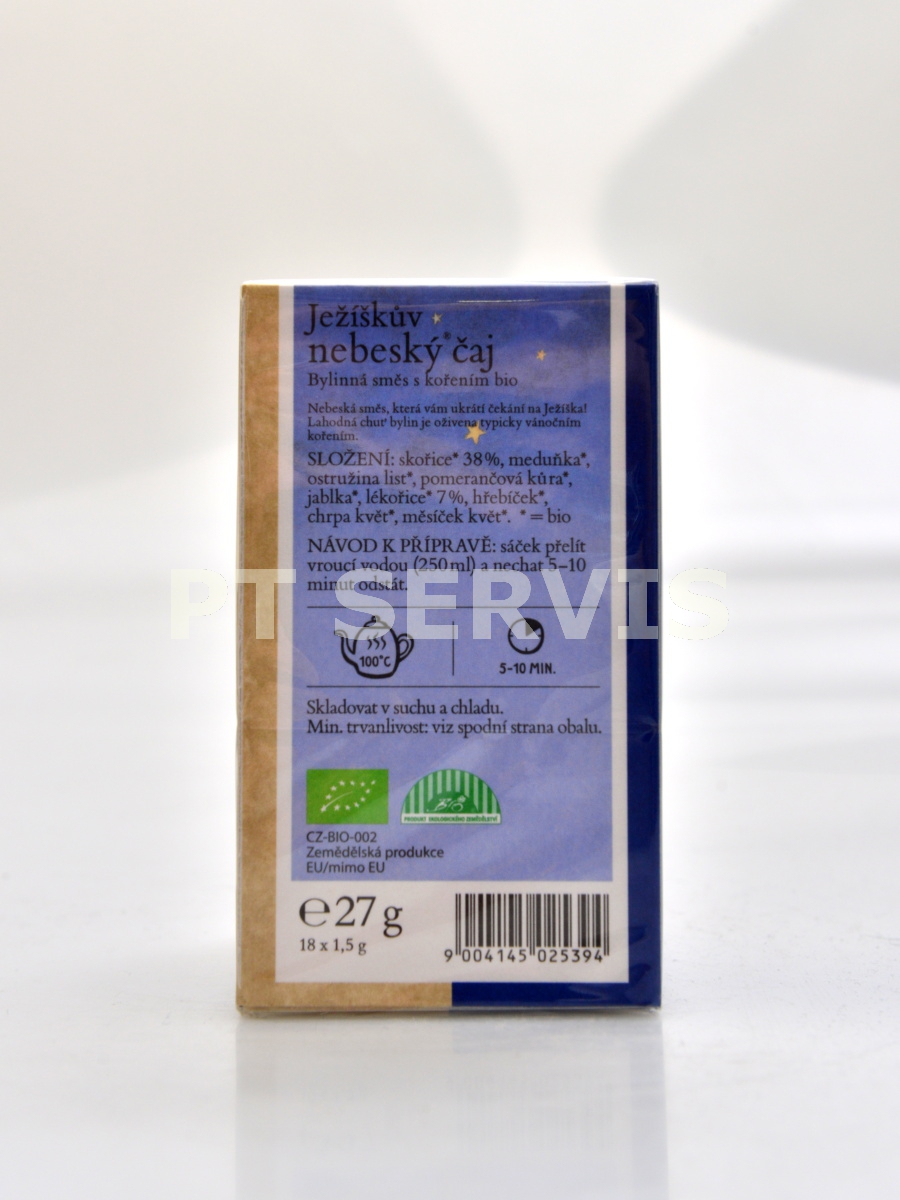 Ježíškův
nebeský® čaj
Bylinná směs s kořením bio
Nebeská směs, která vám ukrátí čekání na Ježíška!
Lahodná chuť bylin je oživena typicky vánočním
kořením.
SLOŽENÍ: skořice* 38%, meduňka*,
ostružina list*, pomerančová kůra*,
jablka*, lékořice* 7%, hřebíček*,
chrpa květ*, měsíček květ*. * = bio
NÁVOD K PŘÍPRAVĚ: sáček přelít
vroucí vodou (250 ml) a nechat 5–10
minut odstát.
PT SERVIS
100°C
5-10 MIN.
Skladovat v suchu a chladu.
Min. trvanlivost: viz spodní strana obalu.
BIO
PRODUKT EKOLOGICKÉHO ZEMĚDĚLSTVÍ
CZ-BIO-002
Zemědělská produkce
EU/mimo EU
℮ 27 g
18 x 1,5 g
9 004145 025394